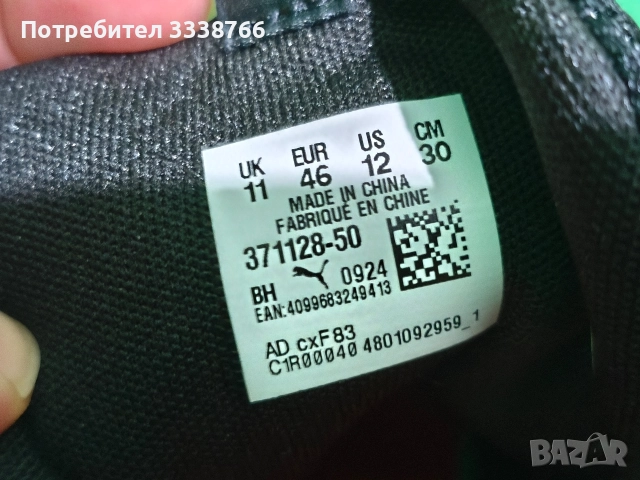 Потребител 3338766
UK EUR US CM
11 46 12 30
MADE IN CHINA
FABRIQUÉ EN CHINE
371128-50
BH 0924
EAN:4099683249413
AD cxF83
C1R00040 4801092959_1
BAZAR